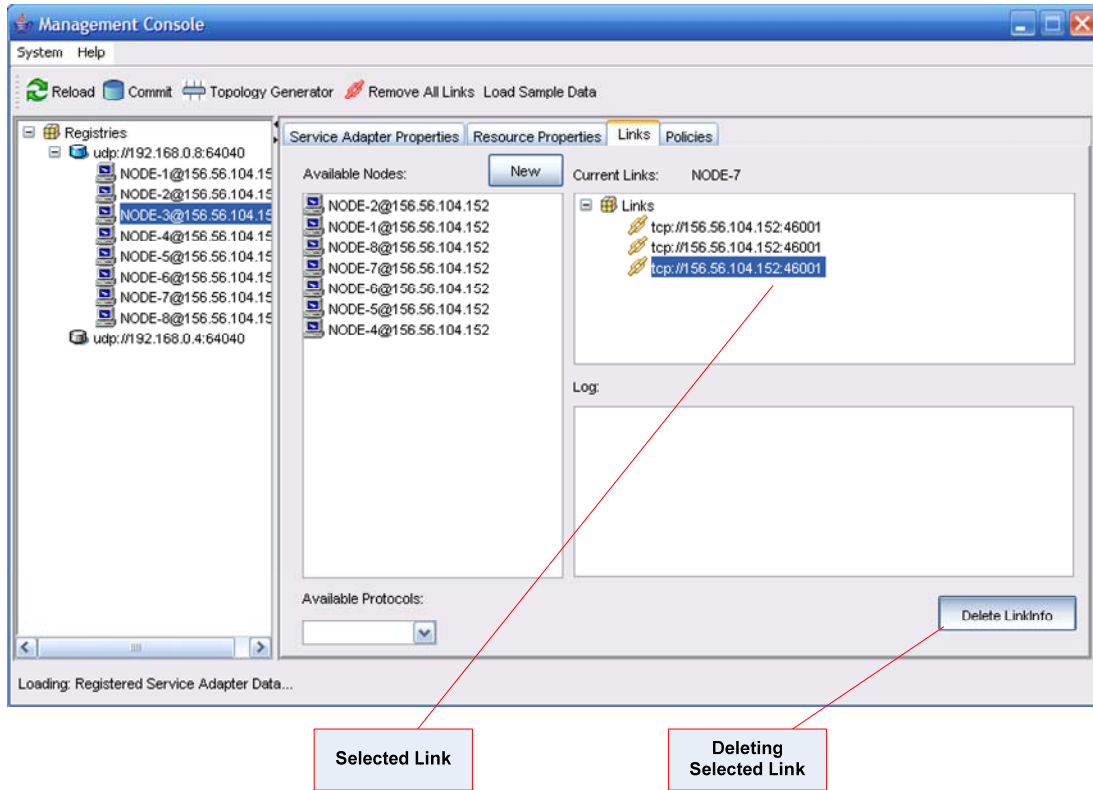 Management Console
System Help
Reload Commit Topology Generator Remove All Links Load Sample Data
Registries
udp://192.168.0.8:64040
NODE-1@156.56.104.15
NODE-2@156.56.104.15
NODE-3@156.56.104.15
NODE-4@156.56.104.15
NODE-5@156.56.104.15
NODE-6@156.56.104.15
NODE-7@156.56.104.15
NODE-8@156.56.104.15
udp://192.168.0.4:64040
Service Adapter Properties Resource Properties Links Policies
Available Nodes:
New
NODE-2@156.56.104.152
NODE-1@156.56.104.152
NODE-8@156.56.104.152
NODE-7@156.56.104.152
NODE-6@156.56.104.152
NODE-5@156.56.104.152
NODE-4@156.56.104.152
Current Links: NODE-7
Links
tcp://156.56.104.152:46001
tcp://156.56.104.152:46001
tcp://156.56.104.152:46001
Log:
Available Protocols:
Delete LinkInfo
Loading: Registered Service Adapter Data...
Selected Link
Deleting
Selected Link